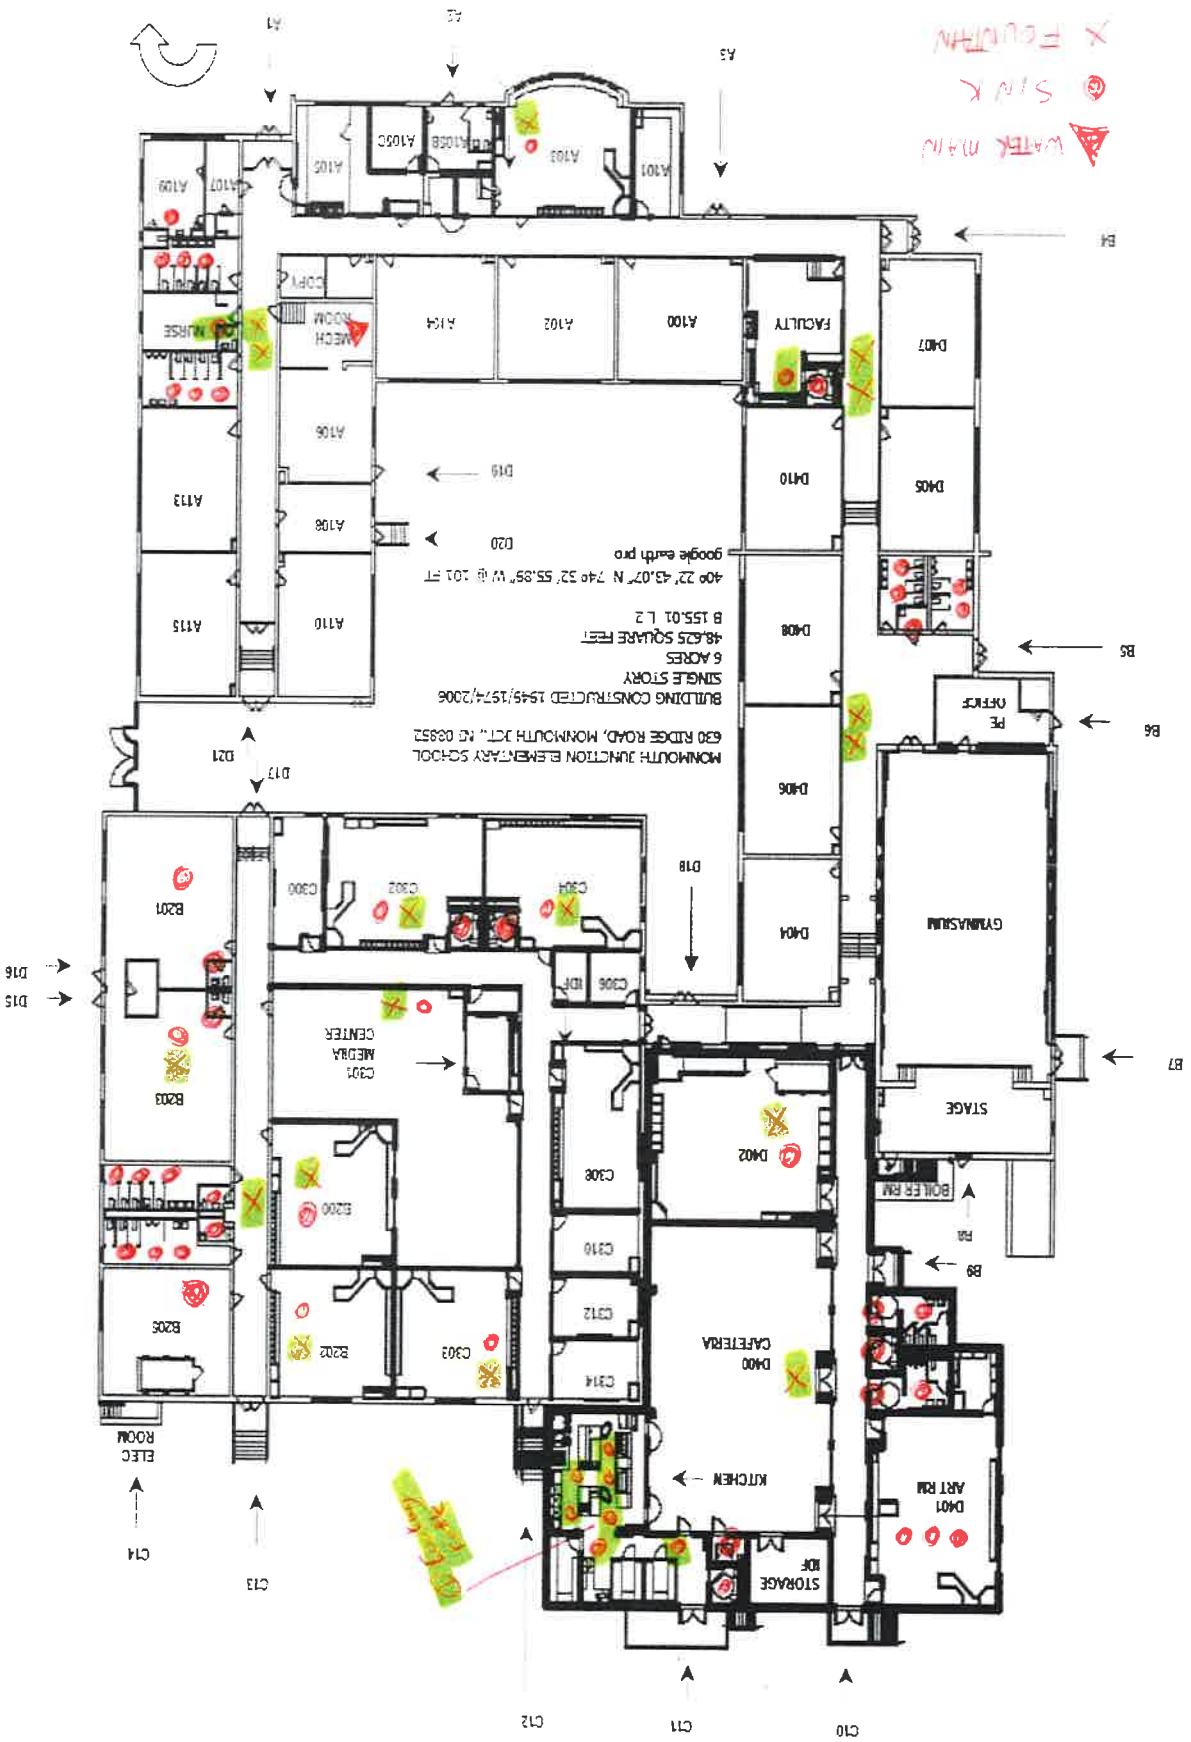 C10
C11
C12
C13
C14
D401
ART RM
STORAGE
IDF
KITCHEN
ELEC
ROOM
D400
CAFETERIA
C314
C312
C310
C303
B202
B205
B9
B8
BOILER RM
STAGE
D402
C308
B200
B203
B7
C301
MEDIA
CENTER
D15
D16
GYMNASIUM
D404
D18
C306
IDF
C304
C302
C300
B201
D406
D17
D21
MONMOUTH JUNCTION ELEMENTARY SCHOOL
630 RIDGE ROAD, MONMOUTH JCT., NJ 08852
BUILDING CONSTRUCTED 1949/1974/2006
SINGLE STORY
6 ACRES
48,625 SQUARE FEET
B 155.01 L 2
40º 22' 43.07" N 74º 32' 55.89" W @ 101 FT
google earth pro
B6
PE
OFFICE
B5
D408
A110
A115
D20
D19
D405
D410
A108
A106
A113
D407
FACULTY
A100
A102
A104
MECH
ROOM
COPY
NURSE
B4
A101
A103
A105B
A105C
A105
A107
A109
A3
A2
A1
WATER MAIN
SINK
X FOUNTAIN